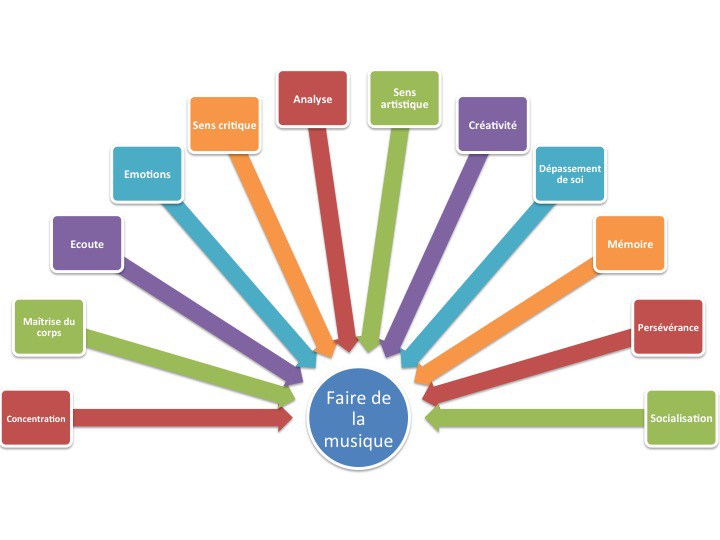 Analyse
Sens
artistique
Sens critique
Créativité
Emotions
Dépassement
de soi
Ecoute
Mémoire
Maîtrise du
corps
Persévérance
Concentration
Faire de
la
musique
Socialisation